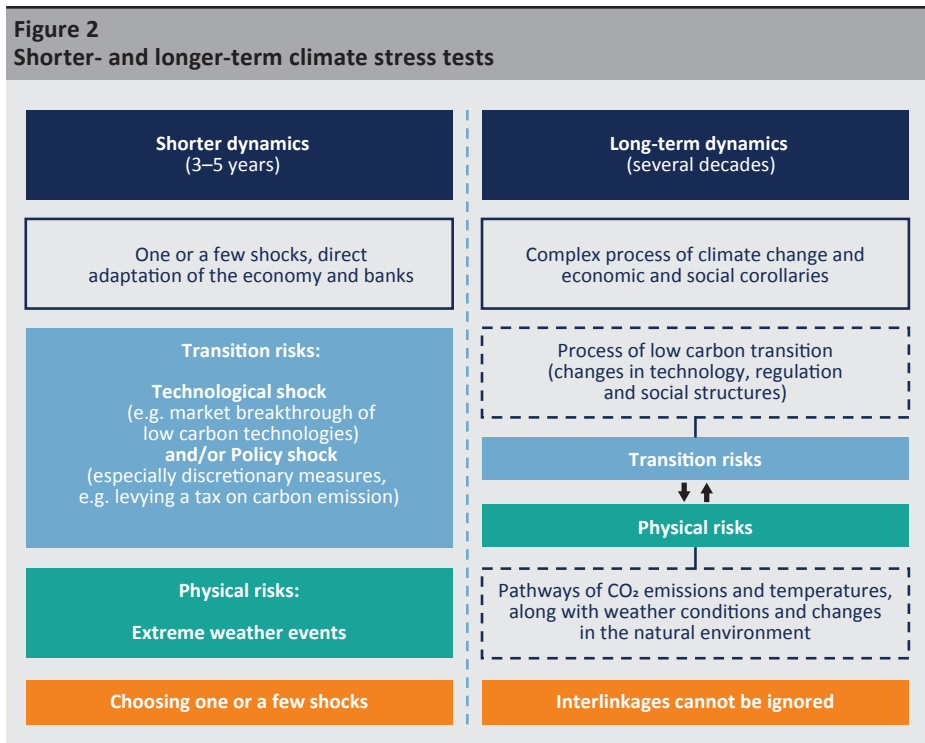 Figure 2
Shorter- and longer-term climate stress tests
Shorter dynamics
(3–5 years)
One or a few shocks, direct
adaptation of the economy and banks
Transition risks:
Technological shock
(e.g. market breakthrough of
low carbon technologies)
and/or Policy shock
(especially discretionary measures,
e.g. levying a tax on carbon emission)
Physical risks:
Extreme weather events
Choosing one or a few shocks
Long-term dynamics
(several decades)
Complex process of climate change and
economic and social corollaries
Process of low carbon transition
(changes in technology, regulation
and social structures)
Transition risks
Physical risks
Pathways of CO₂ emissions and temperatures,
along with weather conditions and changes
in the natural environment
Interlinkages cannot be ignored